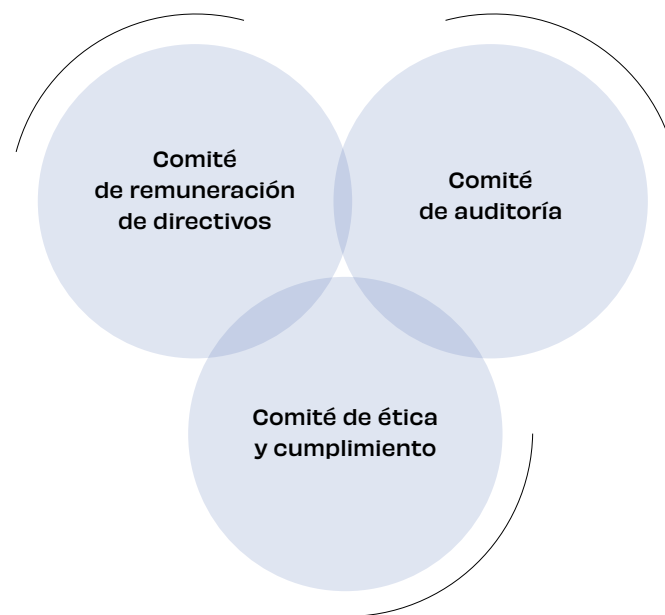 Comité
de remuneración
de directivos
Comité
de auditoría
Comité de ética
y cumplimiento